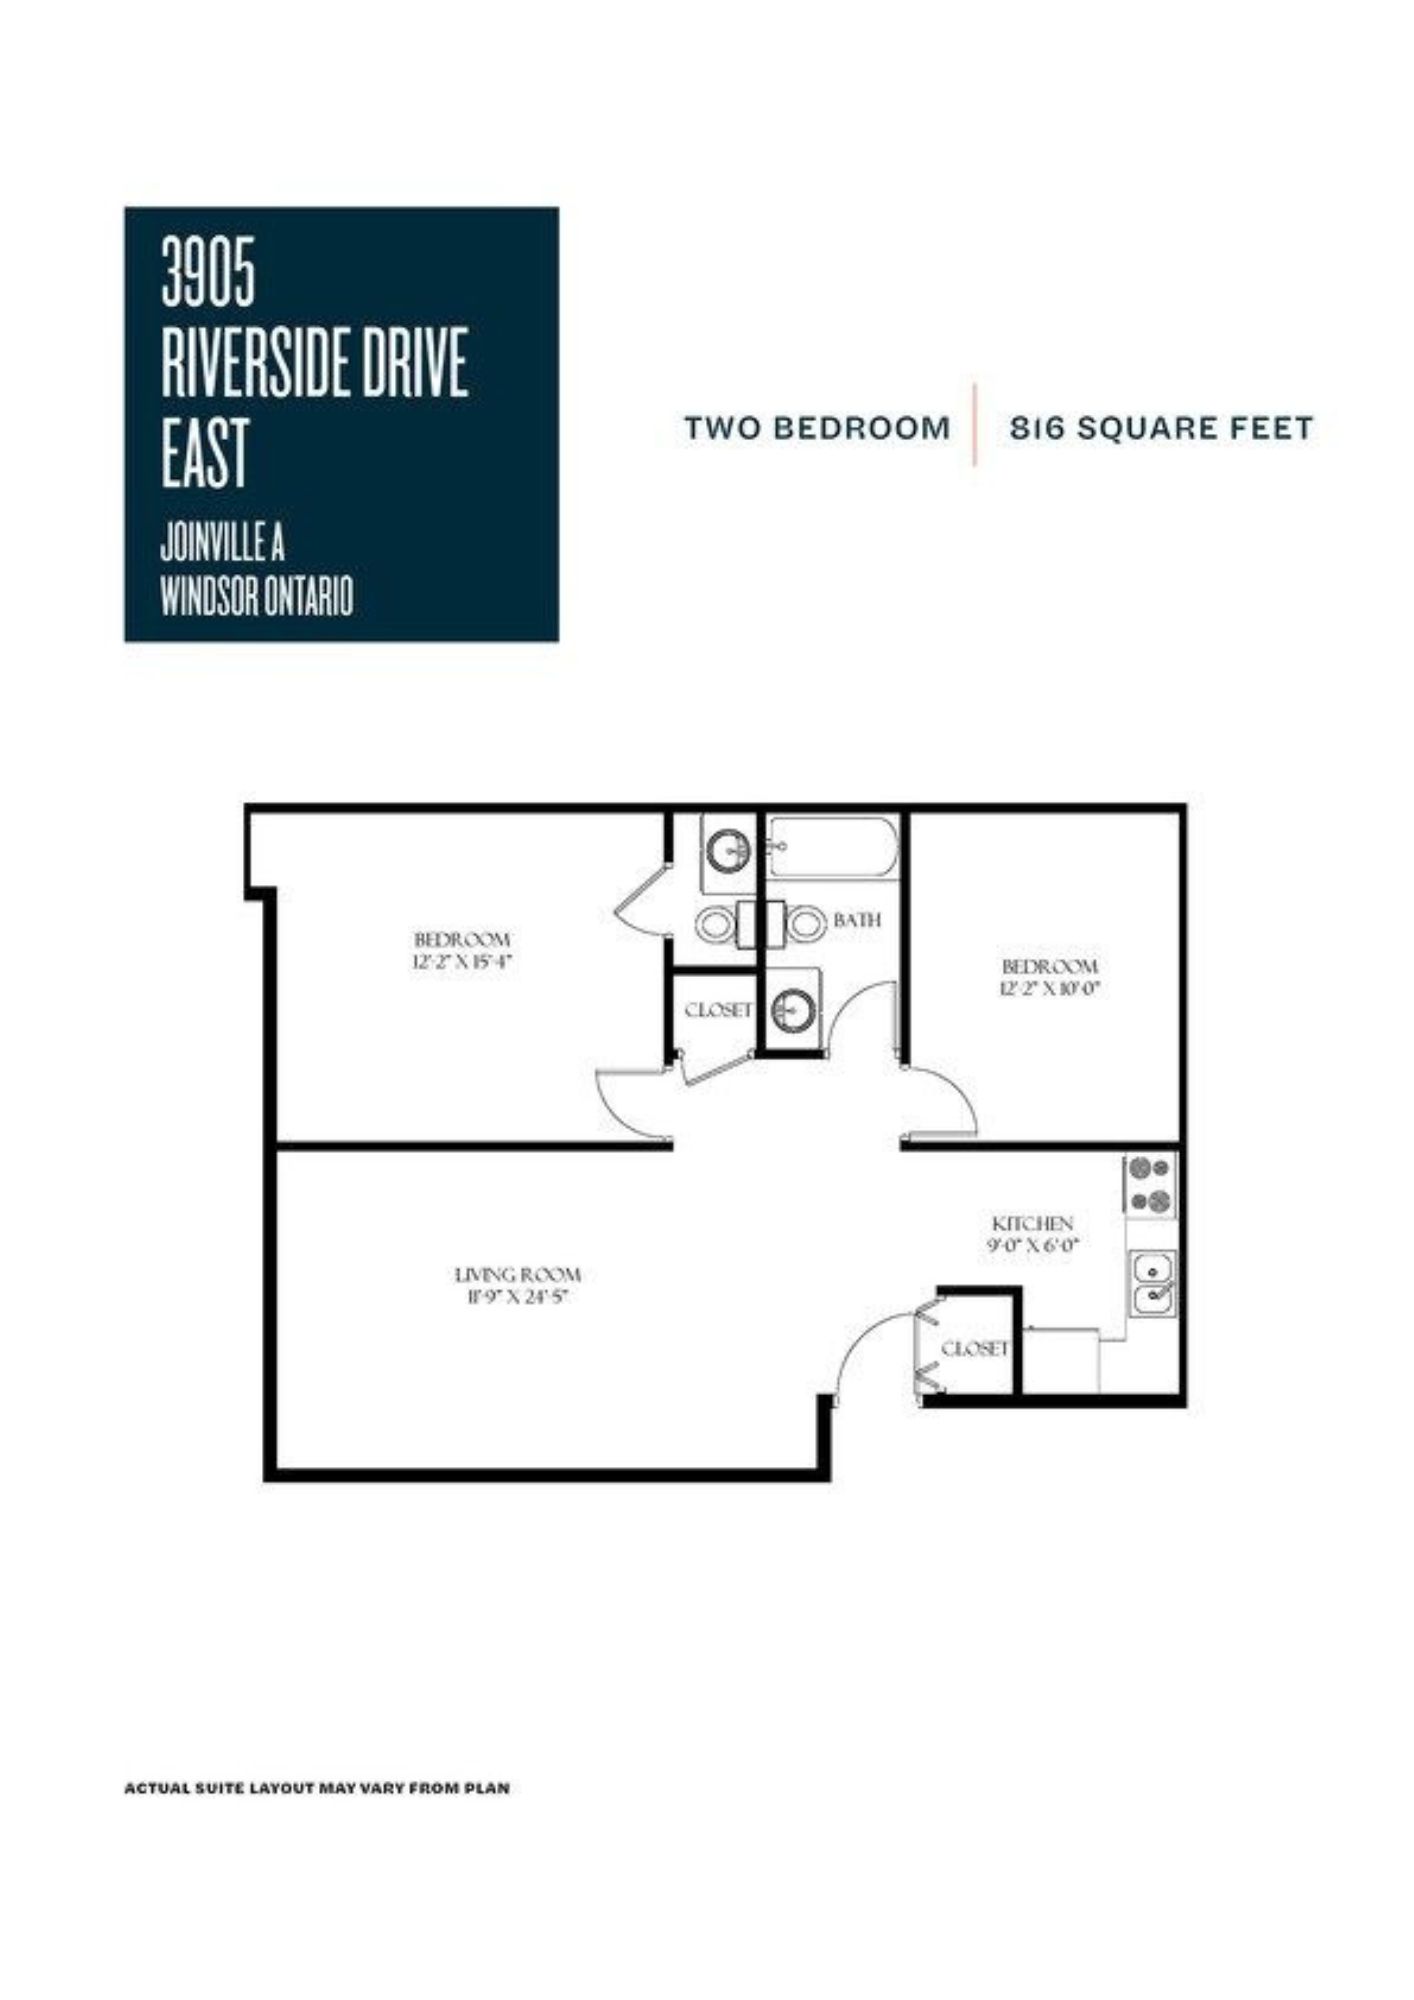 3905
RIVERSIDE DRIVE
EAST
JOINVILLE A
WINDSOR ONTARIO
TWO BEDROOM
816 SQUARE FEET
BEDROOM
12'-2" X 15'-4"
CLOSET
BATH
BEDROOM
12'-2" X 10'-0"
LIVING ROOM
11'-9" X 24'-5"
KITCHEN
9'-0" X 6'-0"
CLOSET
ACTUAL SUITE LAYOUT MAY VARY FROM PLAN